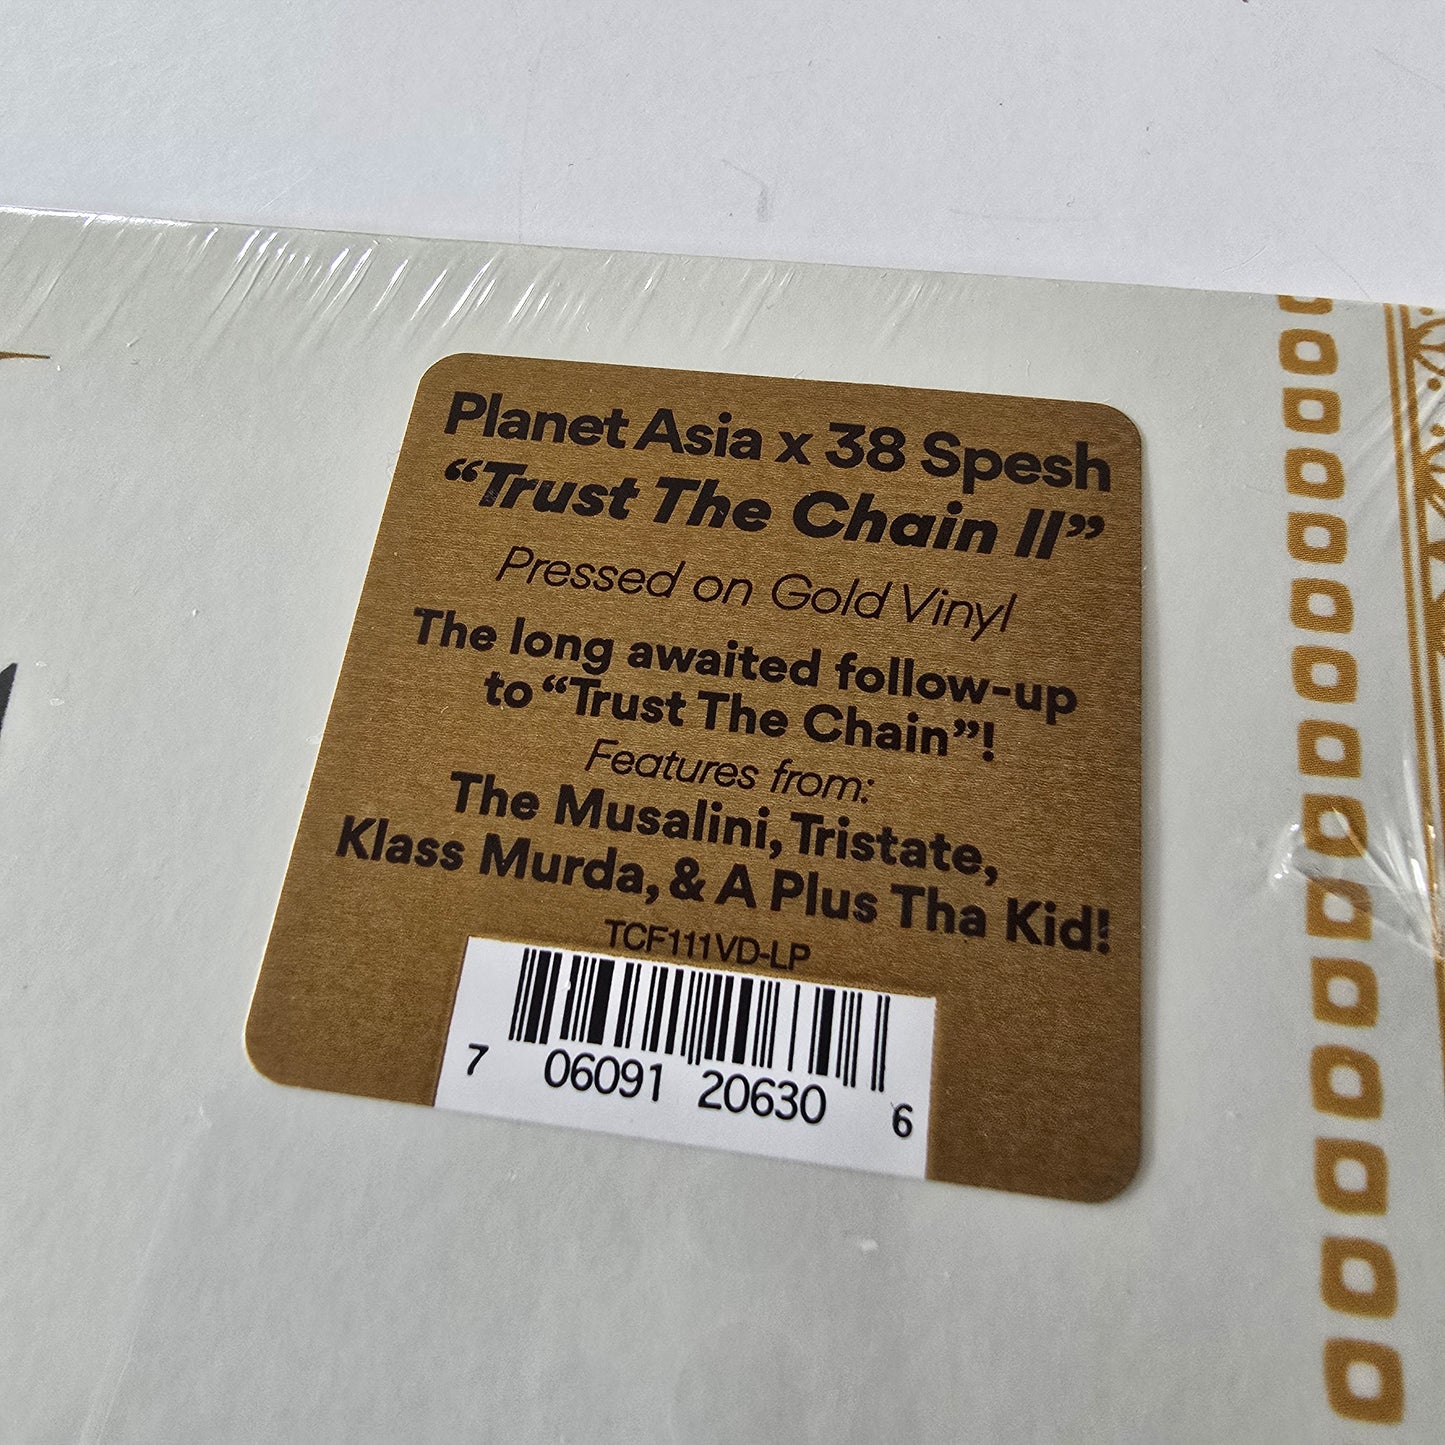 Planet Asia x 38 Spesh
“Trust The Chain II”
Pressed on Gold Vinyl
The long awaited follow-up
to “Trust The Chain”!
Features from:
The Musalini, Tristate,
Klass Murda, & A Plus Tha Kid!
TCF111VD-LP
7 06091 20630 6